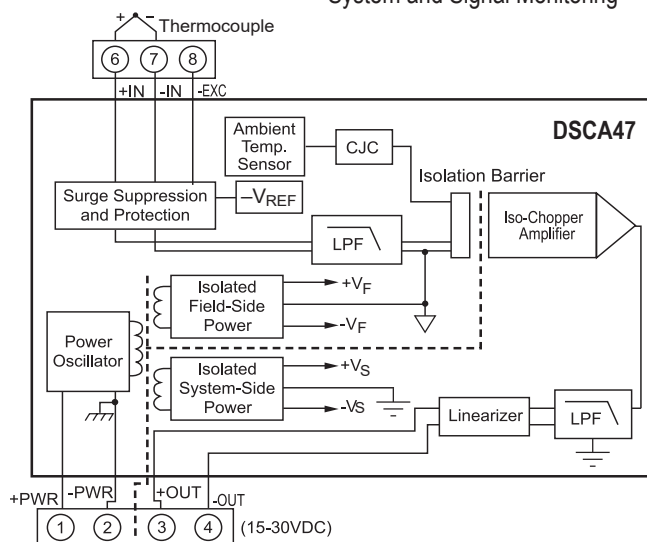 System and Signal Monitoring
+ -
Thermocouple
6 7 8
+IN -IN -EXC
DSCA47
Ambient
Temp.
Sensor
CJC
Isolation Barrier
Surge Suppression
and Protection
–VREF
Iso-Chopper
Amplifier
LPF
Isolated
Field-Side
Power
+VF
-VF
Power
Oscillator
Isolated
System-Side
Power
+VS
-VS
Linearizer
LPF
+PWR -PWR +OUT -OUT
1 2 3 4 (15-30VDC)